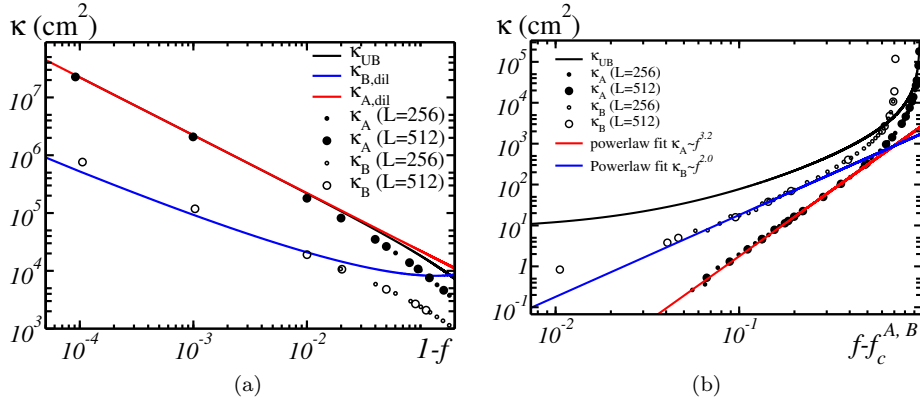 κ (cm²)
10⁷
10⁶
10⁵
10⁴
10³
κ_UB
κ_B,dil
κ_A,dil
κ_A (L=256)
κ_A (L=512)
κ_B (L=256)
κ_B (L=512)
10⁻⁴
10⁻³
10⁻²
1-f
(a)
κ (cm²)
10⁵
10⁴
10³
10²
10¹
1
10⁻¹
κ_UB
κ_A (L=256)
κ_A (L=512)
κ_B (L=256)
κ_B (L=512)
powerlaw fit κ_A~f^3.2
Powerlaw fit κ_B~f^2.0
10⁻²
10⁻¹
f-f_c^A, B
(b)